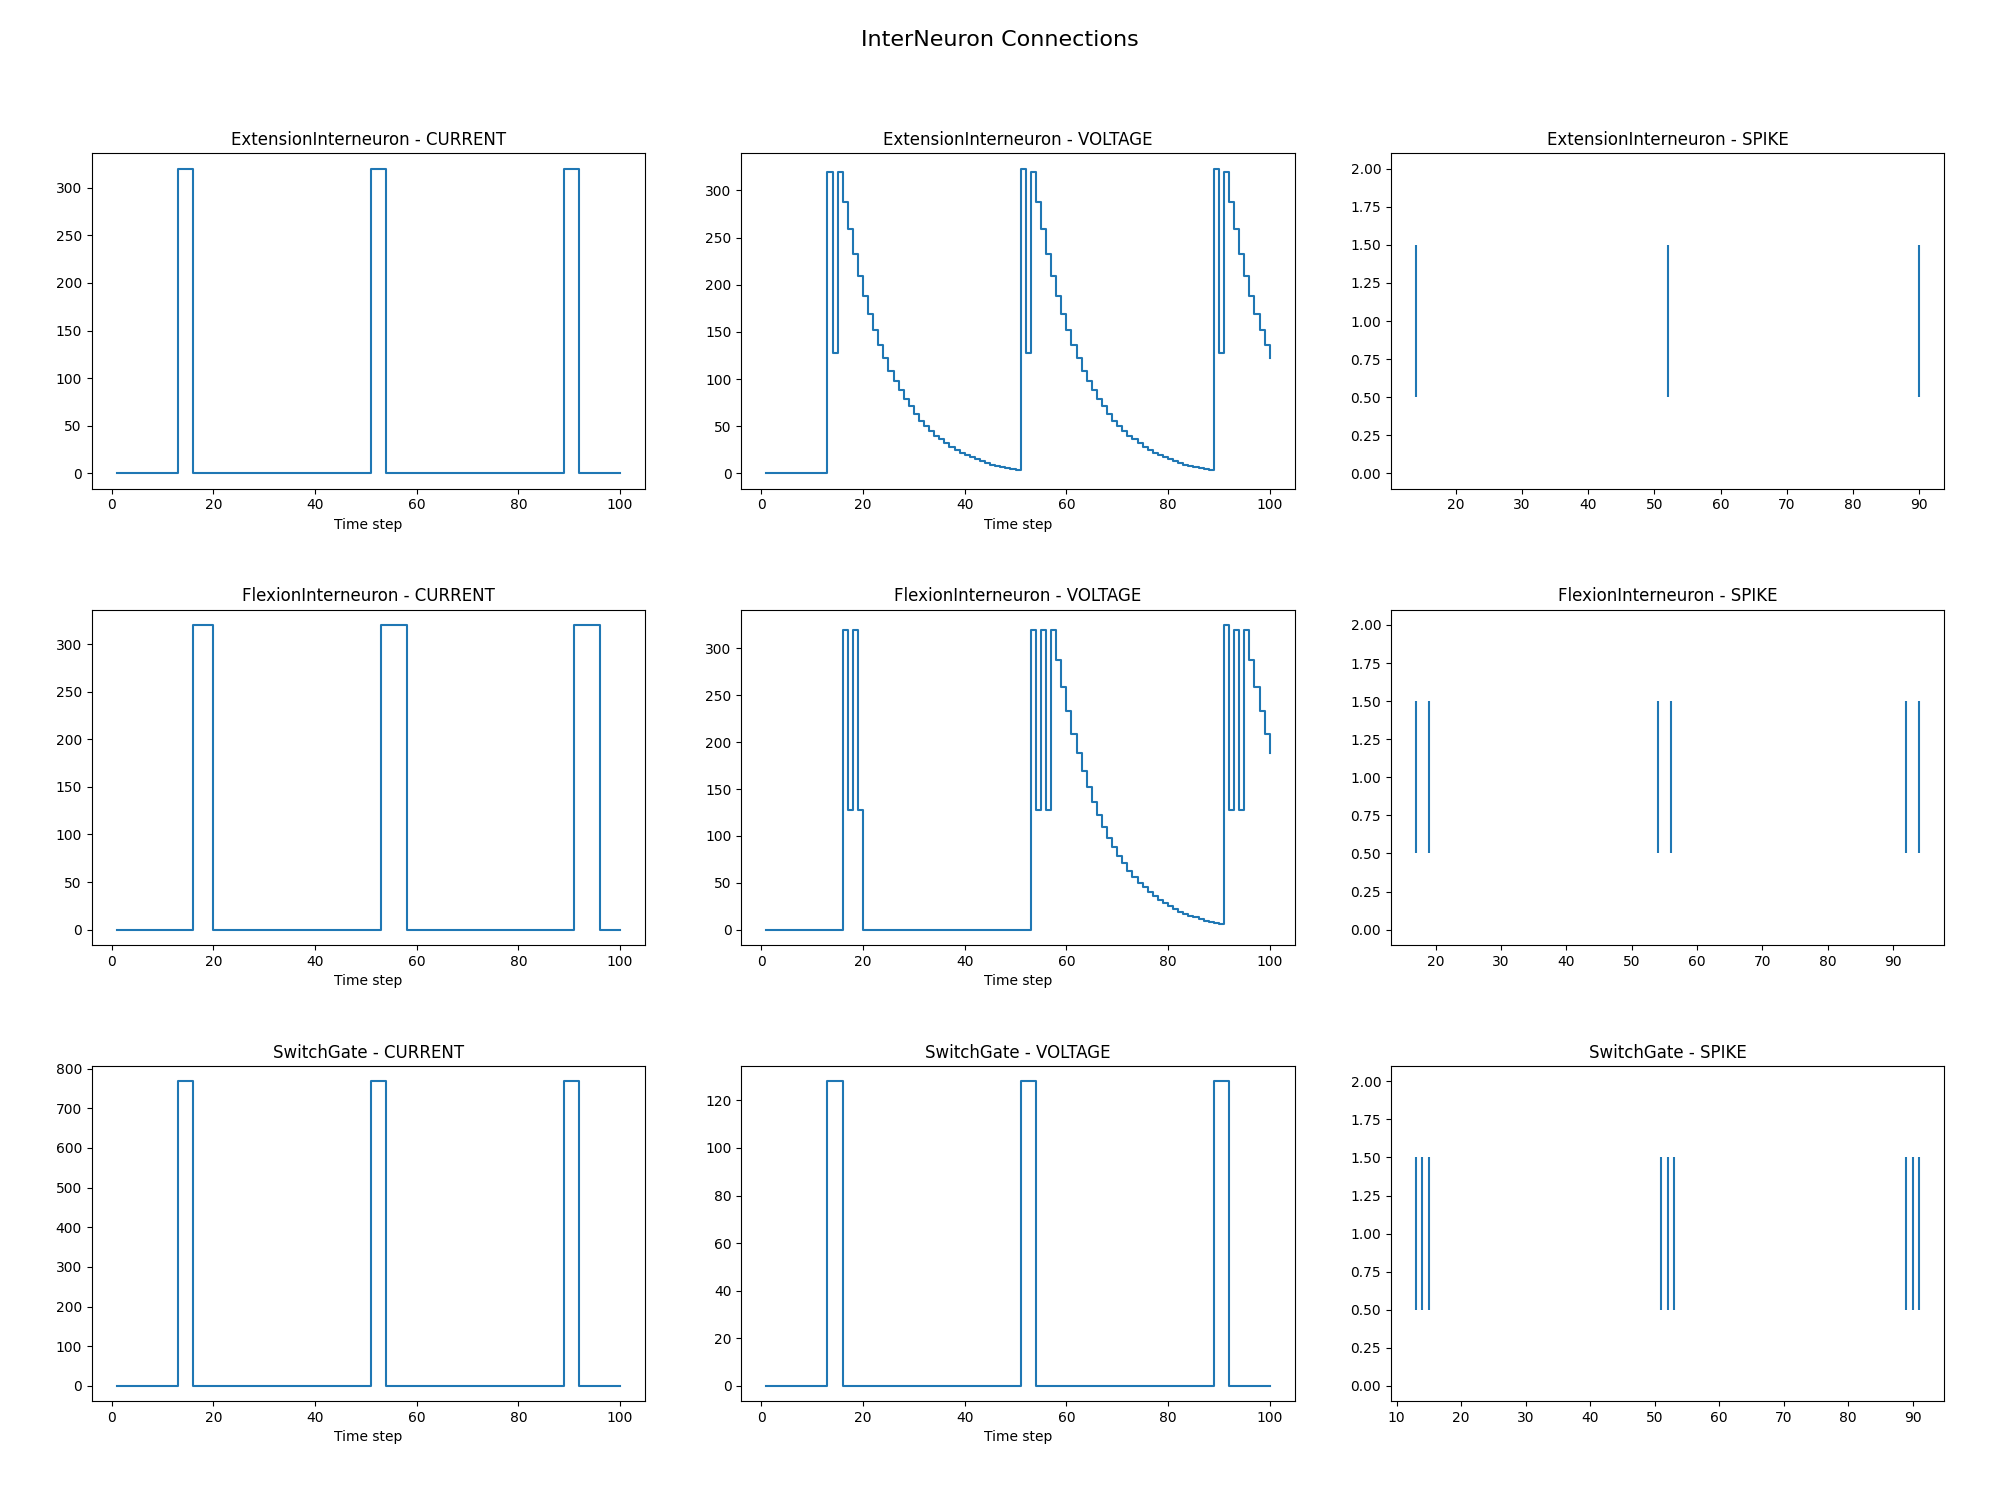 InterNeuron Connections
ExtensionInterneuron - CURRENT
300
250
200
150
100
50
0
0 20 40 60 80 100
Time step
ExtensionInterneuron - VOLTAGE
300
250
200
150
100
50
0
0 20 40 60 80 100
Time step
ExtensionInterneuron - SPIKE
2.00
1.75
1.50
1.25
1.00
0.75
0.50
0.25
0.00
20 30 40 50 60 70 80 90
FlexionInterneuron - CURRENT
300
250
200
150
100
50
0
0 20 40 60 80 100
Time step
FlexionInterneuron - VOLTAGE
300
250
200
150
100
50
0
0 20 40 60 80 100
Time step
FlexionInterneuron - SPIKE
2.00
1.75
1.50
1.25
1.00
0.75
0.50
0.25
0.00
20 30 40 50 60 70 80 90
SwitchGate - CURRENT
800
700
600
500
400
300
200
100
0
0 20 40 60 80 100
Time step
SwitchGate - VOLTAGE
120
100
80
60
40
20
0
0 20 40 60 80 100
Time step
SwitchGate - SPIKE
2.00
1.75
1.50
1.25
1.00
0.75
0.50
0.25
0.00
10 20 30 40 50 60 70 80 90